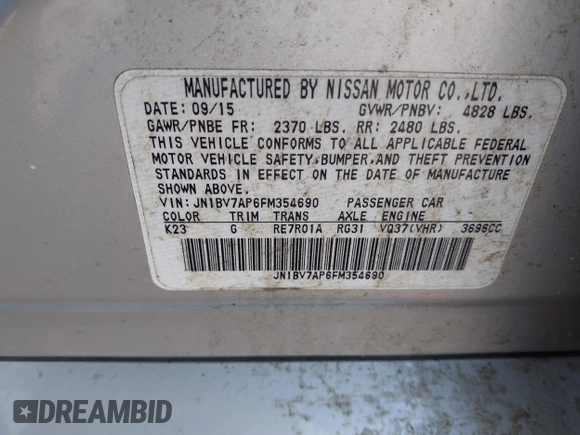 MANUFACTURED BY NISSAN MOTOR CO.,LTD.
DATE: 09/15 GVWR/PNBV: 4828 LBS.
GAWR/PNBE FR: 2370 LBS. RR: 2480 LBS.
THIS VEHICLE CONFORMS TO ALL APPLICABLE FEDERAL
MOTOR VEHICLE SAFETY,BUMPER,AND THEFT PREVENTION
STANDARDS IN EFFECT ON THE DATE OF MANUFACTURE
SHOWN ABOVE.
VIN: JN1BV7AP6FM354690 PASSENGER CAR
COLOR TRIM TRANS AXLE ENGINE
K23 G RE7R01A RG31 VQ37(VHR) 3696CC
JN1BV7AP6FM354690
DREAMBID